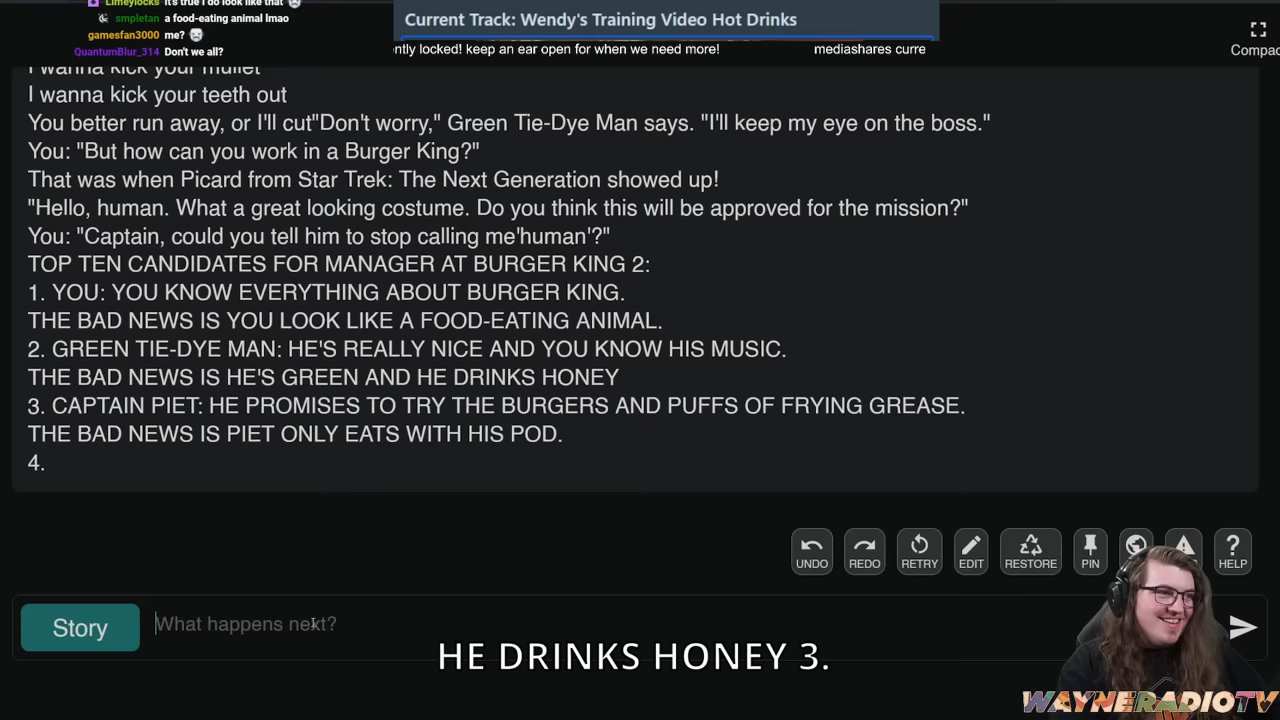 Limeylocks It's true I do look like that
smpletan a food-eating animal lmao
gamesfan3000 me?
QuantumBlur_314 Don't we all?
Current Track: Wendy's Training Video Hot Drinks
ntly locked! keep an ear open for when we need more! mediashares curre
Compac
I wanna kick your mullet
I wanna kick your teeth out
You better run away, or I'll cut"Don't worry," Green Tie-Dye Man says. "I'll keep my eye on the boss."
You: "But how can you work in a Burger King?"
That was when Picard from Star Trek: The Next Generation showed up!
"Hello, human. What a great looking costume. Do you think this will be approved for the mission?"
You: "Captain, could you tell him to stop calling me'human'?"
TOP TEN CANDIDATES FOR MANAGER AT BURGER KING 2:
1. YOU: YOU KNOW EVERYTHING ABOUT BURGER KING.
THE BAD NEWS IS YOU LOOK LIKE A FOOD-EATING ANIMAL.
2. GREEN TIE-DYE MAN: HE'S REALLY NICE AND YOU KNOW HIS MUSIC.
THE BAD NEWS IS HE'S GREEN AND HE DRINKS HONEY
3. CAPTAIN PIET: HE PROMISES TO TRY THE BURGERS AND PUFFS OF FRYING GREASE.
THE BAD NEWS IS PIET ONLY EATS WITH HIS POD.
4.
UNDO REDO RETRY EDIT RESTORE PIN HELP
Story What happens next?
HE DRINKS HONEY 3.
WAYNERADIOTV